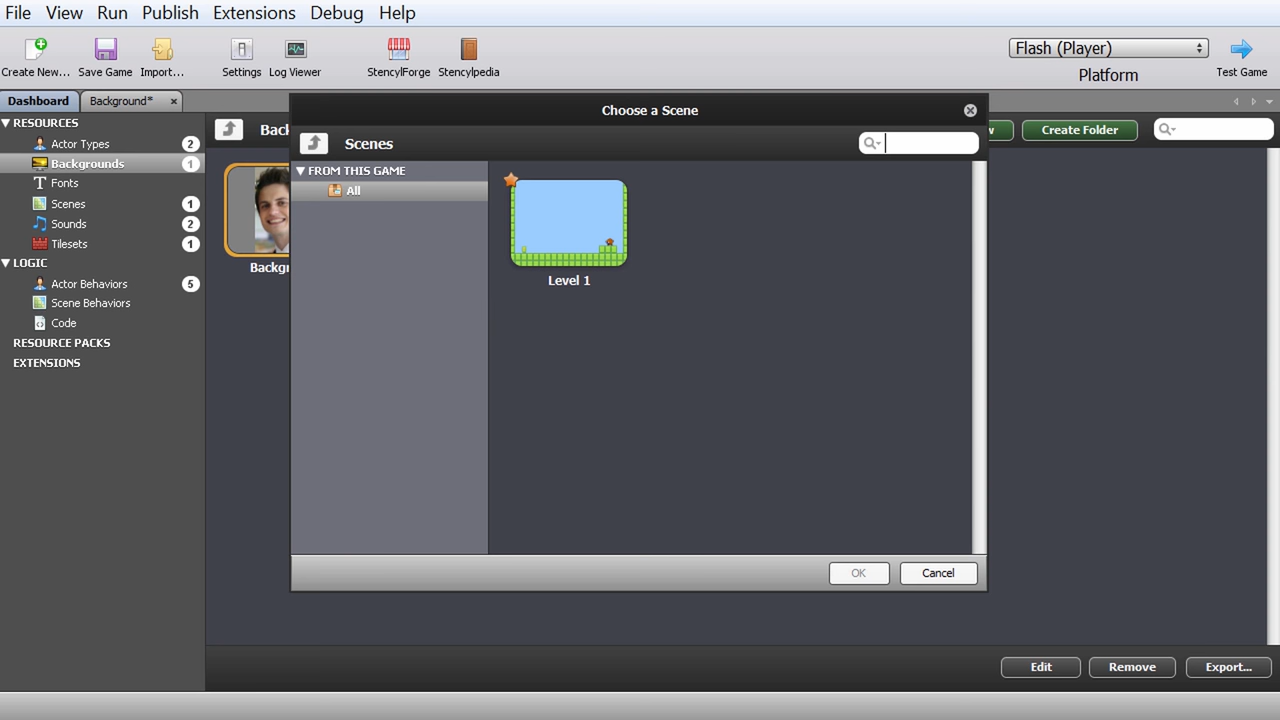 File View Run Publish Extensions Debug Help
Create New... Save Game Import... Settings Log Viewer StencylForge Stencylpedia
Flash (Player)
Platform
Test Game
Dashboard Background* x
RESOURCES
Actor Types 2
Backgrounds 1
Fonts
Scenes 1
Sounds 2
Tilesets 1
LOGIC
Actor Behaviors 5
Scene Behaviors
Code
RESOURCE PACKS
EXTENSIONS
Create Folder
Choose a Scene
Scenes
FROM THIS GAME
All
Level 1
OK Cancel
Edit Remove Export...